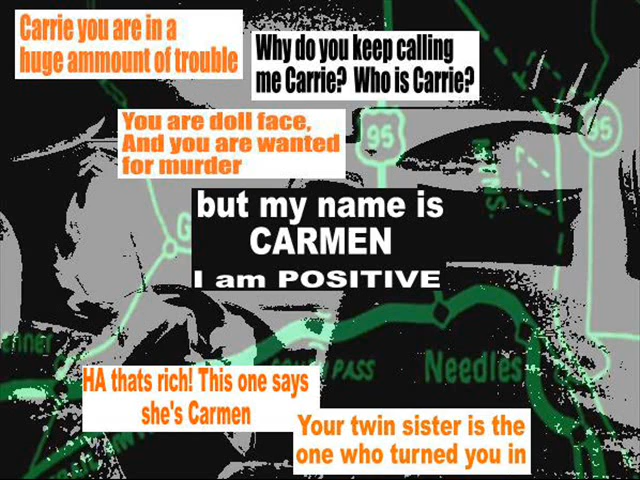 Carrie you are in a
huge ammount of trouble
Why do you keep calling
me Carrie? Who is Carrie?
You are doll face,
And you are wanted
for murder
95
95
but my name is
CARMEN
I am POSITIVE
PASS
Needles
HA thats rich! This one says
she's Carmen
Your twin sister is the
one who turned you in